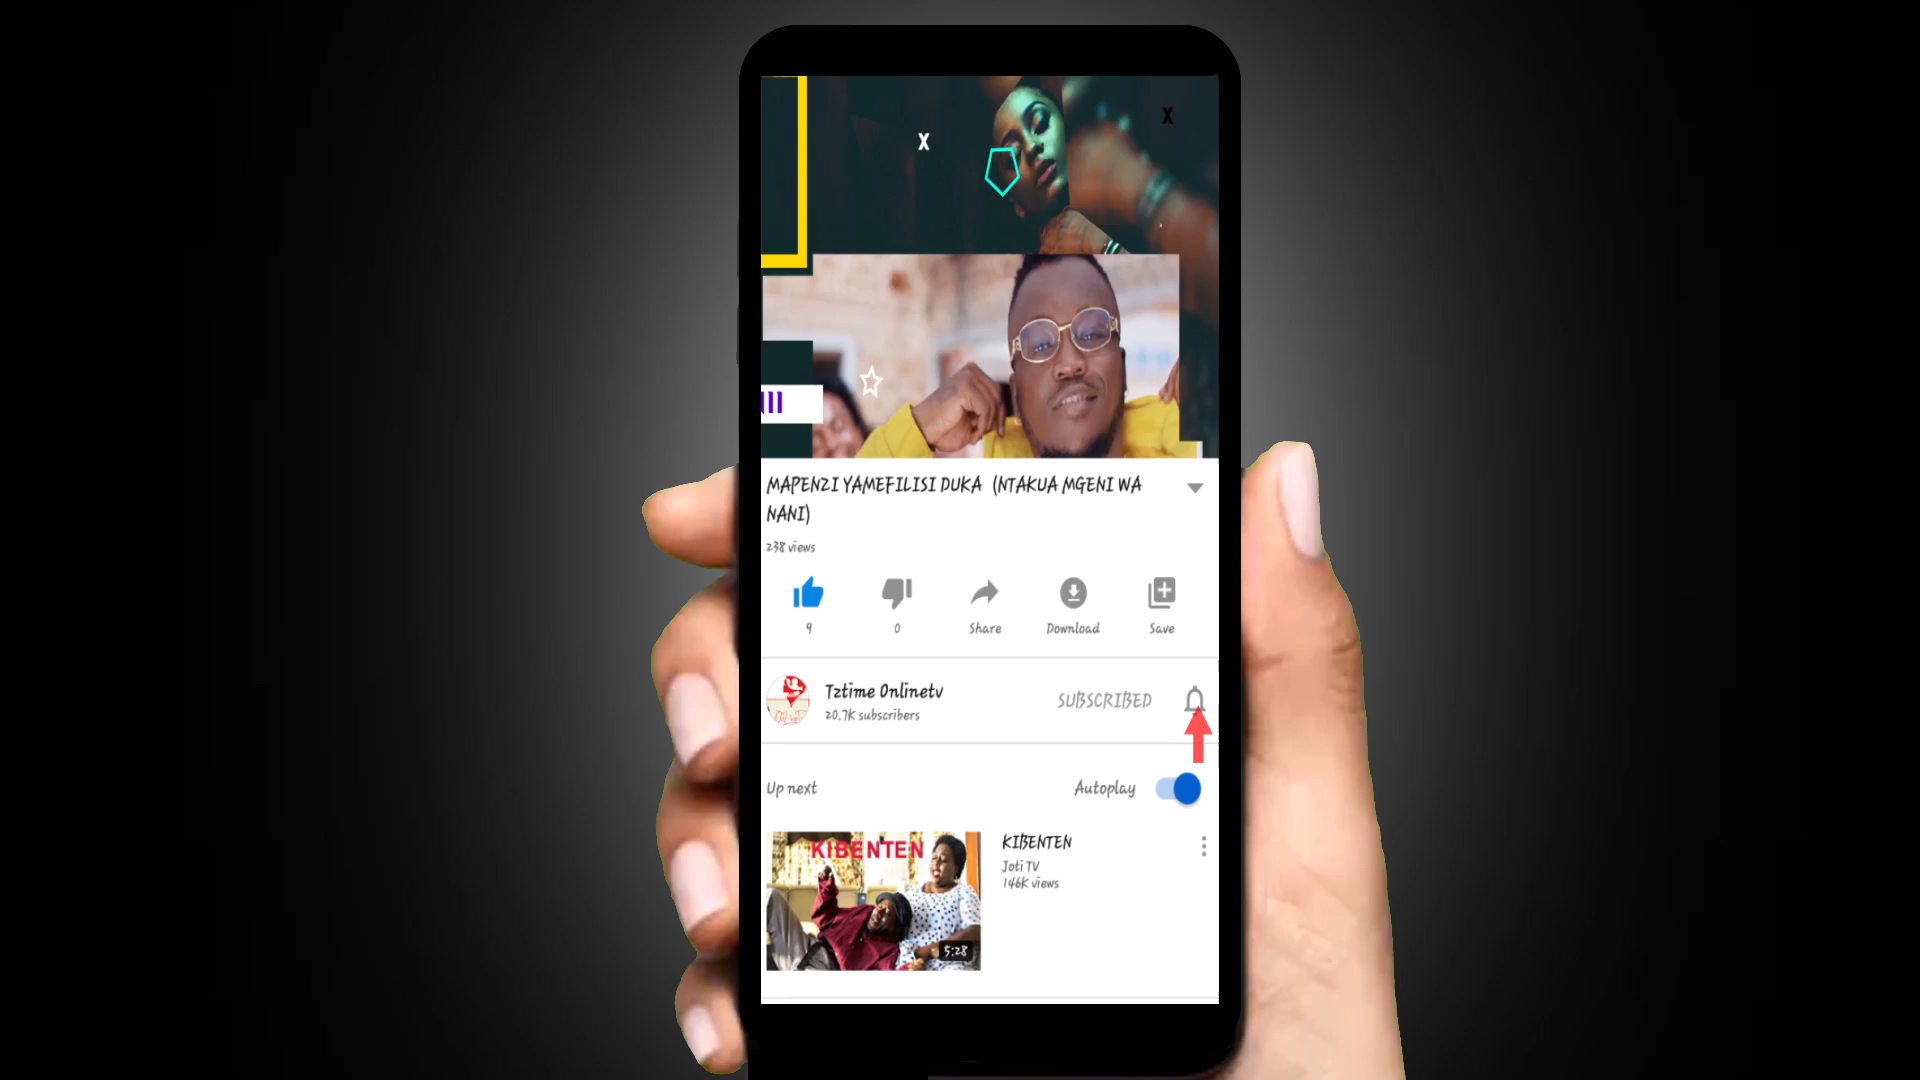 X
X
MAPENZI YAMEFILISI DUKA (NTAKUA MGENI WA
NANI)
238 views
9
0
Share
Download
Save
Tztime Onlinetv
20.7K subscribers
SUBSCRIBED
Up next
Autoplay
KIBENTEN
5:28
KIBENTEN
Joti TV
146K views